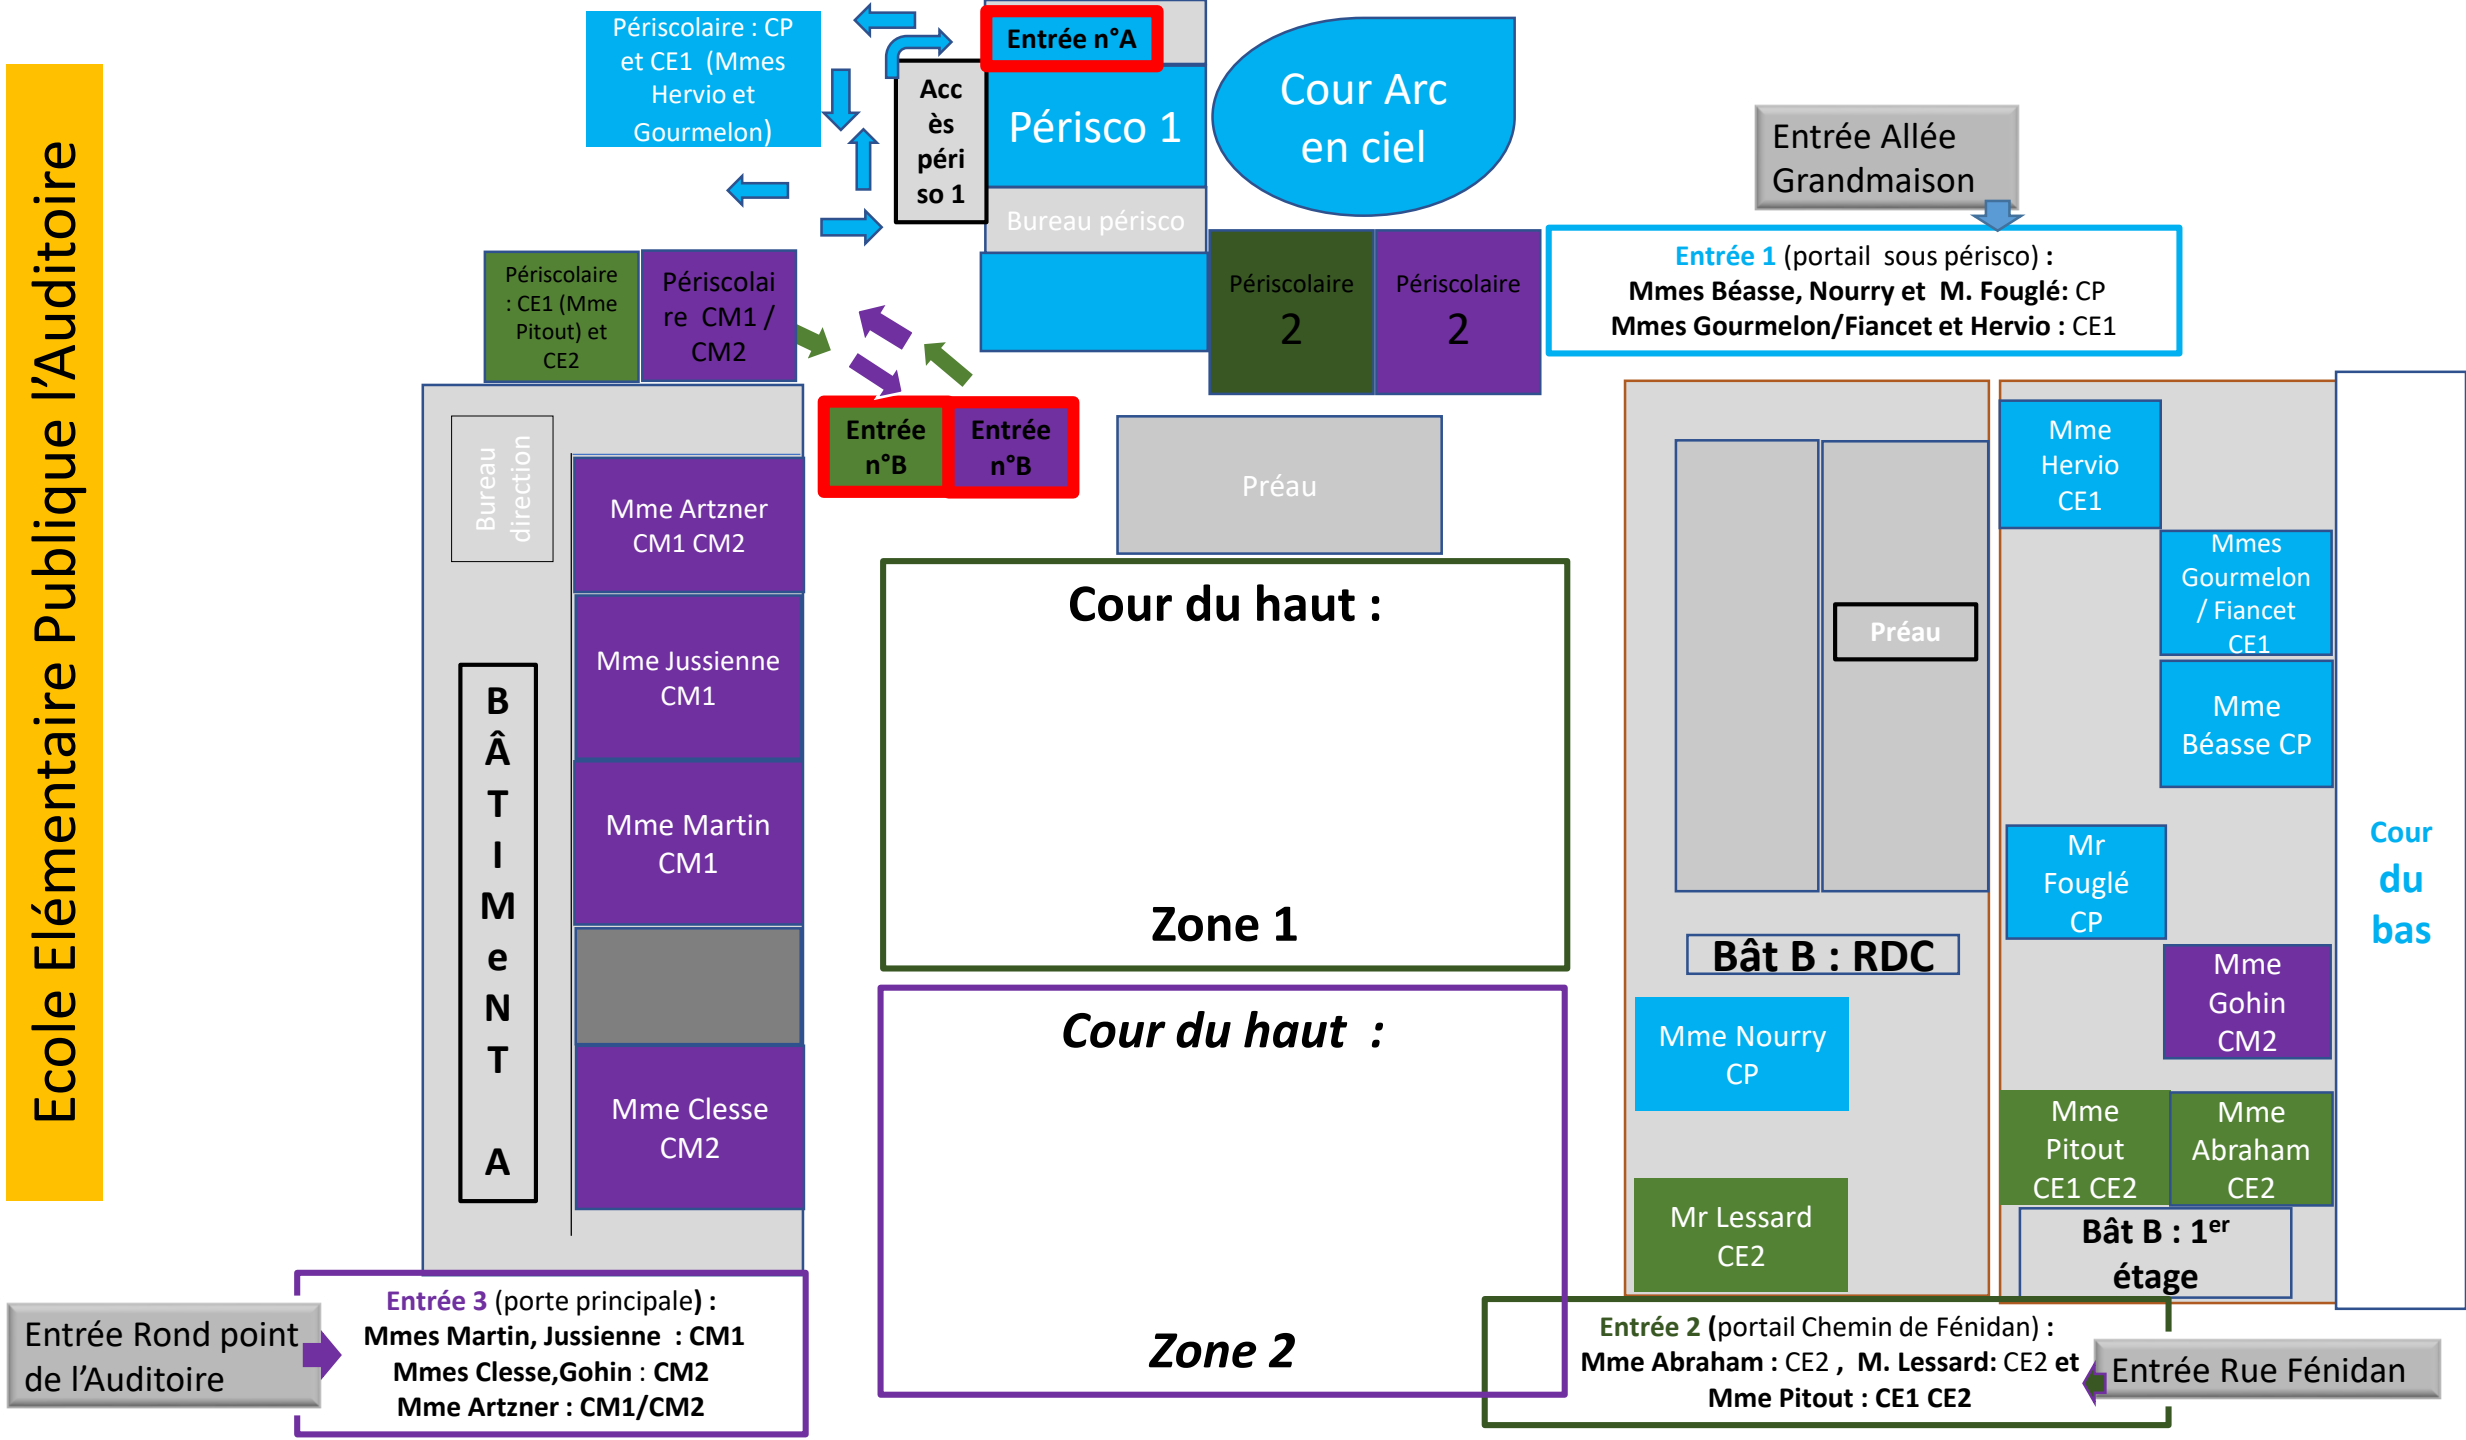 Ecole Elémentaire Publique l'Auditoire
Périscolaire : CP
et CE1 (Mmes
Hervio et
Gourmelon)
Entrée n°A
Acc
ès
péri
so 1
Périsco 1
Bureau périsco
Cour Arc
en ciel
Entrée Allée
Grandmaison
Entrée 1 (portail sous périsco) :
Mmes Béasse, Nourry et M. Fouglé: CP
Mmes Gourmelon/Fiancet et Hervio : CE1
Périscolaire
: CE1 (Mme
Pitout) et
CE2
Périscolai
re CM1 /
CM2
Périscolaire
2
Périscolaire
2
Entrée
n°B
Entrée
n°B
Préau
Bureau
direction
Mme Artzner
CM1 CM2
Mme Jussienne
CM1
Mme Martin
CM1
Mme Clesse
CM2
B
Â
T
I
M
e
N
T
A
Cour du haut :
Zone 1
Cour du haut :
Zone 2
Préau
Bât B : RDC
Mme Nourry
CP
Mr Lessard
CE2
Mme
Hervio
CE1
Mmes
Gourmelon
/ Fiancet
CE1
Mme
Béasse CP
Mr
Fouglé
CP
Mme
Gohin
CM2
Mme
Pitout
CE1 CE2
Mme
Abraham
CE2
Bât B : 1er
étage
Cour
du
bas
Entrée Rond point
de l'Auditoire
Entrée 3 (porte principale) :
Mmes Martin, Jussienne : CM1
Mmes Clesse,Gohin : CM2
Mme Artzner : CM1/CM2
Entrée 2 (portail Chemin de Fénidan) :
Mme Abraham : CE2 , M. Lessard: CE2 et
Mme Pitout : CE1 CE2
Entrée Rue Fénidan